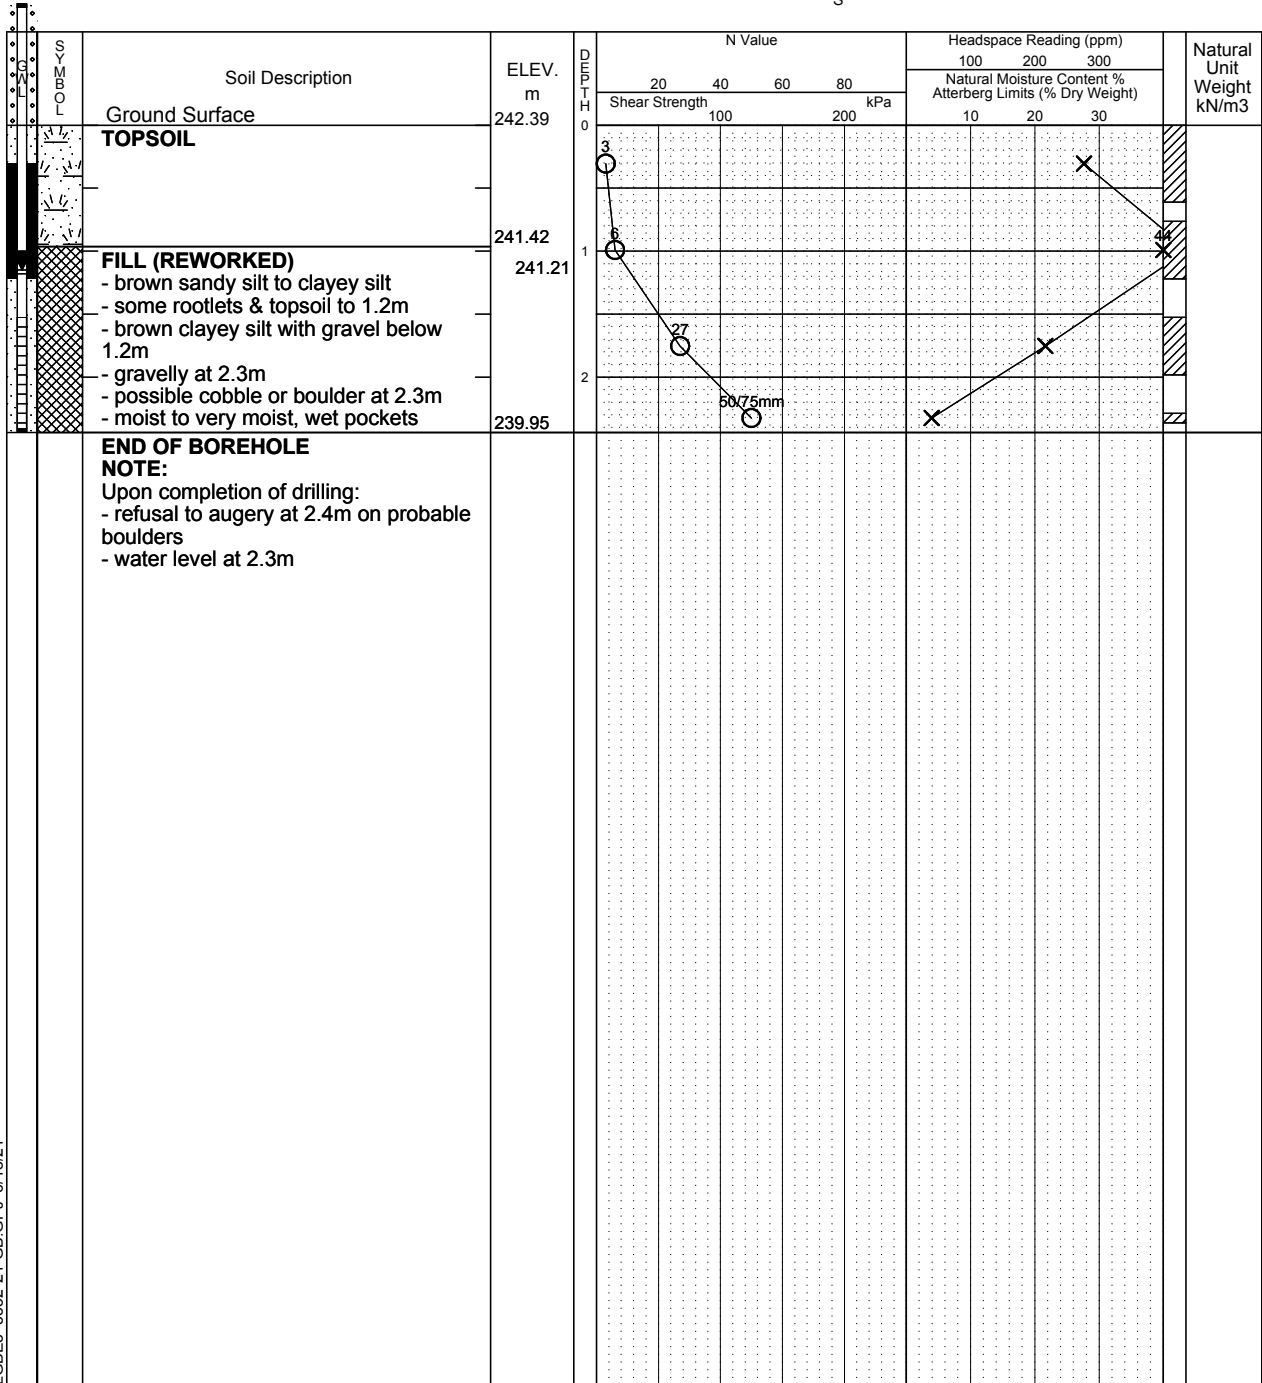 S
GWL
SYMBOL
Soil Description
ELEV.
m
DEPTH
N Value
20 40 60 80
Shear Strength kPa
100 200
Headspace Reading (ppm)
100 200 300
Natural Moisture Content %
Atterberg Limits (% Dry Weight)
10 20 30
Natural
Unit
Weight
kN/m3
Ground Surface
242.39
0
TOPSOIL
3
241.42
6
44
1
FILL (REWORKED)
241.21
- brown sandy silt to clayey silt
- some rootlets & topsoil to 1.2m
- brown clayey silt with gravel below
1.2m
27
- gravelly at 2.3m
2
- possible cobble or boulder at 2.3m
50/75mm
- moist to very moist, wet pockets
239.95
END OF BOREHOLE
NOTE:
Upon completion of drilling:
- refusal to augery at 2.4m on probable
boulders
- water level at 2.3m